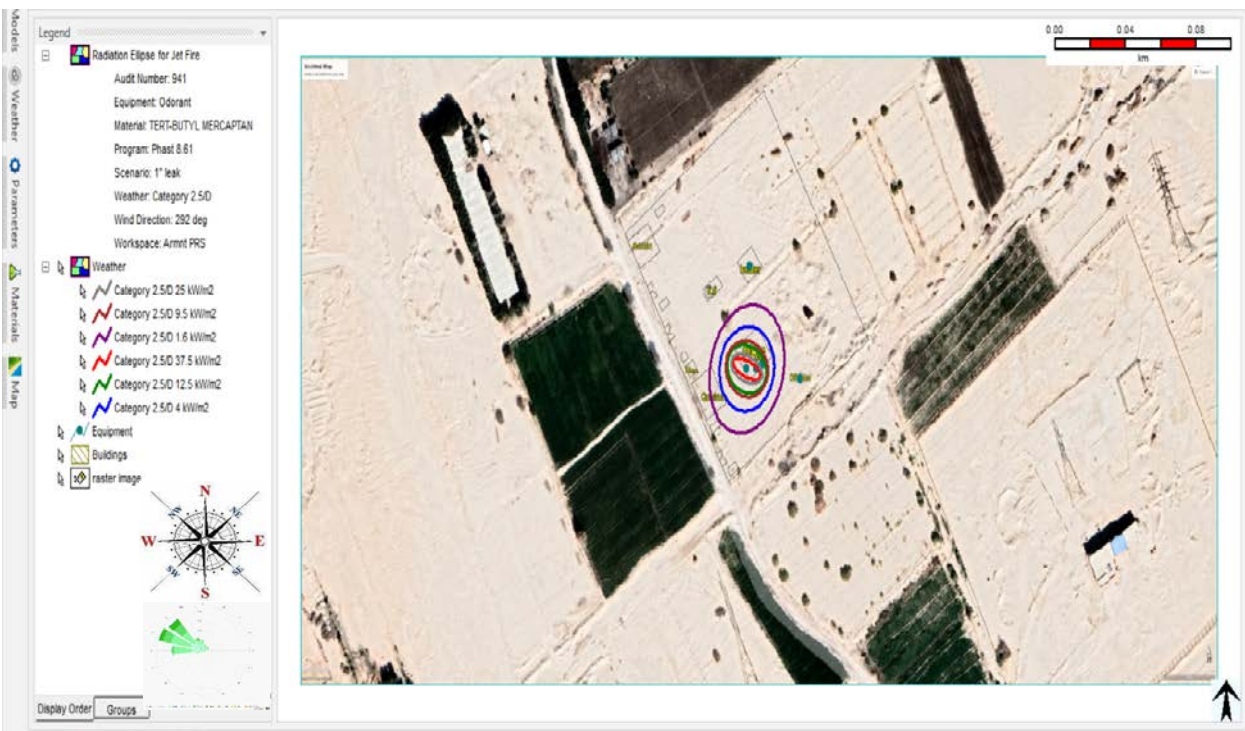 Models
Weather
Parameters
Materials
Map
Legend
Radiation Ellipse for Jet Fire
Audit Number: 941
Equipment: Odorant
Material: TERT-BUTYL MERCAPTAN
Program: Phast 8.61
Scenario: 1" leak
Weather: Category 2.5/D
Wind Direction: 292 deg
Workspace: Armnt PRS
Weather
Category 2.5/D 25 kW/m2
Category 2.5/D 9.5 kW/m2
Category 2.5/D 1.6 kW/m2
Category 2.5/D 37.5 kW/m2
Category 2.5/D 12.5 kW/m2
Category 2.5/D 4 kW/m2
Equipment
Buildings
raster image
N
NW NE
W E
SW SE
S
Display Order Groups
0.00 0.04 0.08
km